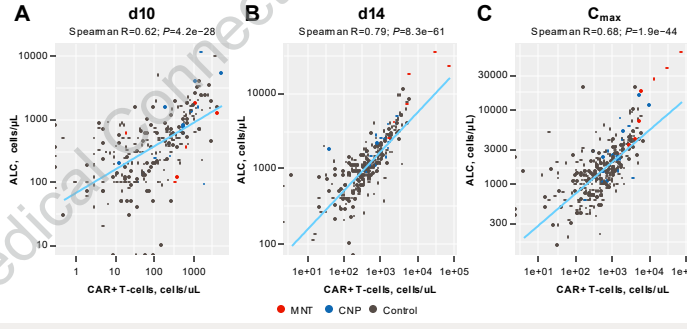 A
d10
Spearman R=0.62; P=4.2e−28
ALC, cells/µL
10000
1000
100
10
1
10
100
1000
CAR+ T-cells, cells/uL
B
d14
Spearman R=0.79; P=8.3e−61
ALC, cells/µL
10000
1000
100
1e+01
1e+02
1e+03
1e+04
1e+05
CAR+ T-cells, cells/uL
C
Cmax
Spearman R=0.68; P=1.9e−44
ALC, cells/µL)
30000
10000
3000
1000
300
1e+01
1e+02
1e+03
1e+04
CAR+ T-cells, cells/uL
MNT CNP Control
edical Connec